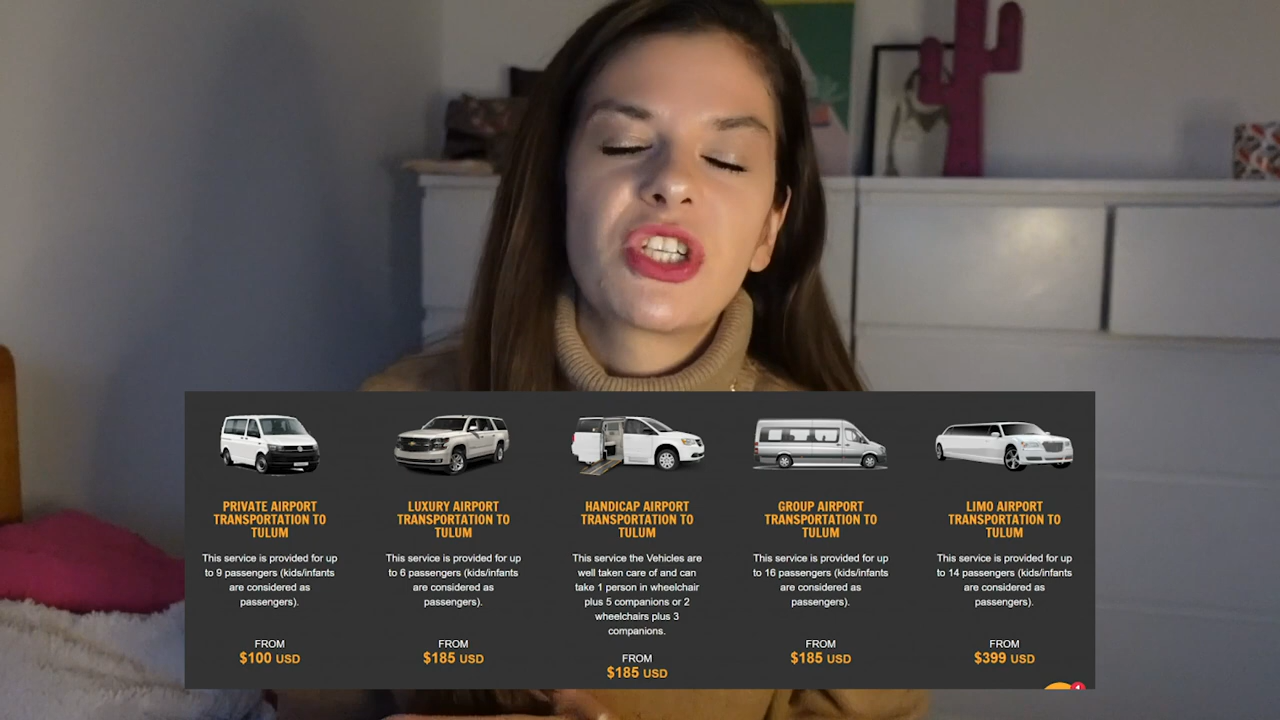 PRIVATE AIRPORT
TRANSPORTATION TO
TULUM
This service is provided for up
to 9 passengers (kids/infants
are considered as
passengers).
FROM
$100 USD
LUXURY AIRPORT
TRANSPORTATION TO
TULUM
This service is provided for up
to 6 passengers (kids/infants
are considered as
passengers).
FROM
$185 USD
HANDICAP AIRPORT
TRANSPORTATION TO
TULUM
This service the Vehicles are
well taken care of and can
take 1 person in wheelchair
plus 5 companions or 2
wheelchairs plus 3
companions.
FROM
$185 USD
GROUP AIRPORT
TRANSPORTATION TO
TULUM
This service is provided for up
to 16 passengers (kids/infants
are considered as
passengers).
FROM
$185 USD
LIMO AIRPORT
TRANSPORTATION TO
TULUM
This service is provided for up
to 14 passengers (kids/infants
are considered as
passengers).
FROM
$399 USD